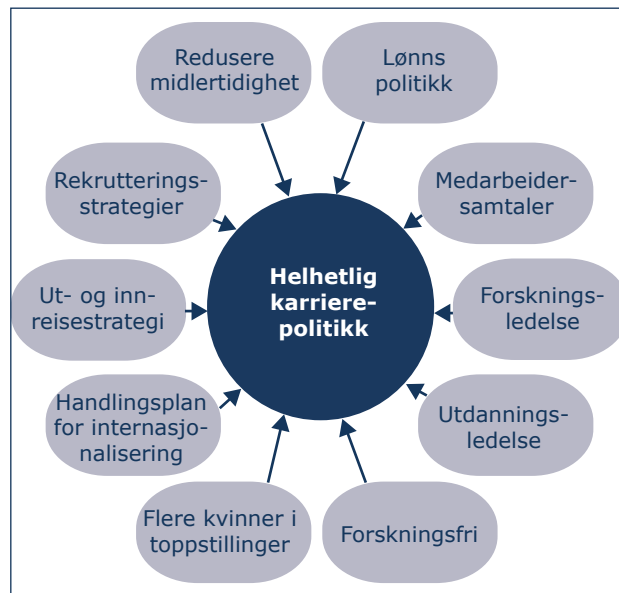 Redusere
midlertidighet
Lønns
politikk
Rekrutterings-
strategier
Medarbeider-
samtaler
Helhetlig
karriere-
politikk
Ut- og inn-
reisestrategi
Forsknings-
ledelse
Handlingsplan
for internasjo-
nalisering
Utdannings-
ledelse
Flere kvinner i
toppstillinger
Forskningsfri